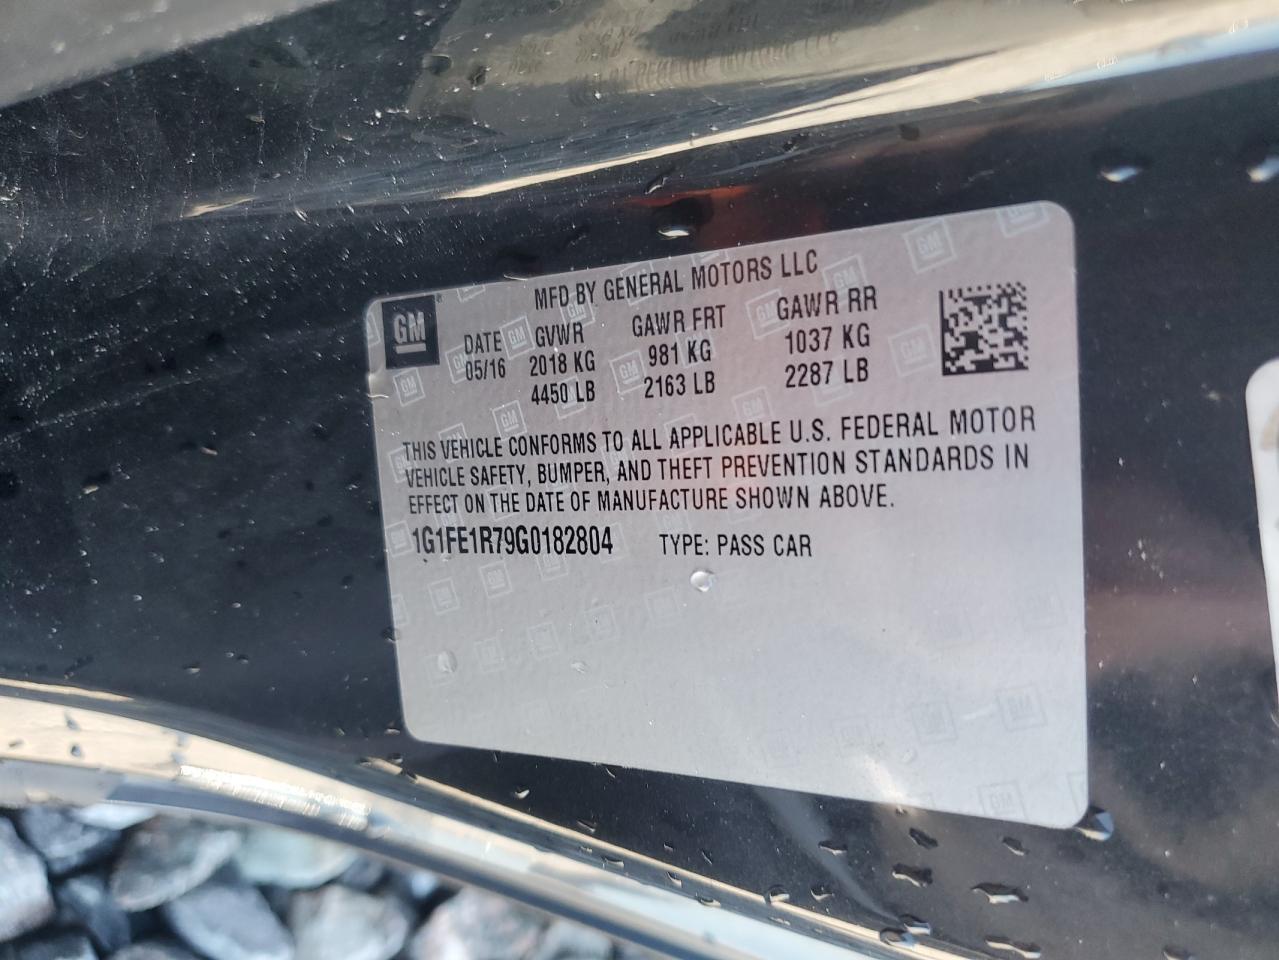 MFD BY GENERAL MOTORS LLC
GM
DATE GVWR GAWR FRT GAWR RR
05/16 2018 KG 981 KG 1037 KG
4450 LB 2163 LB 2287 LB
THIS VEHICLE CONFORMS TO ALL APPLICABLE U.S. FEDERAL MOTOR
VEHICLE SAFETY, BUMPER, AND THEFT PREVENTION STANDARDS IN
EFFECT ON THE DATE OF MANUFACTURE SHOWN ABOVE.
1G1FE1R79G0182804 TYPE: PASS CAR